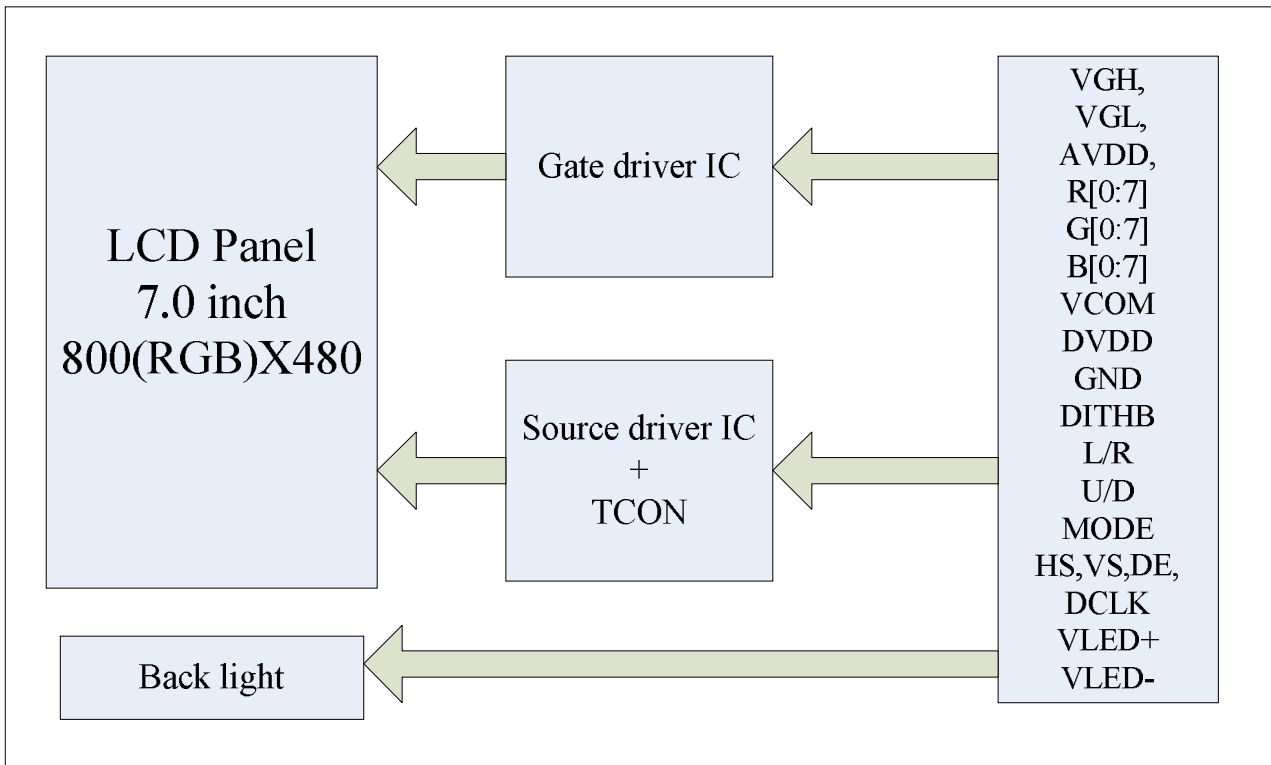 LCD Panel
7.0 inch
800(RGB)X480
Gate driver IC
Source driver IC
+
TCON
Back light
VGH,
VGL,
AVDD,
R[0:7]
G[0:7]
B[0:7]
VCOM
DVDD
GND
DITHB
L/R
U/D
MODE
HS,VS,DE,
DCLK
VLED+
VLED-